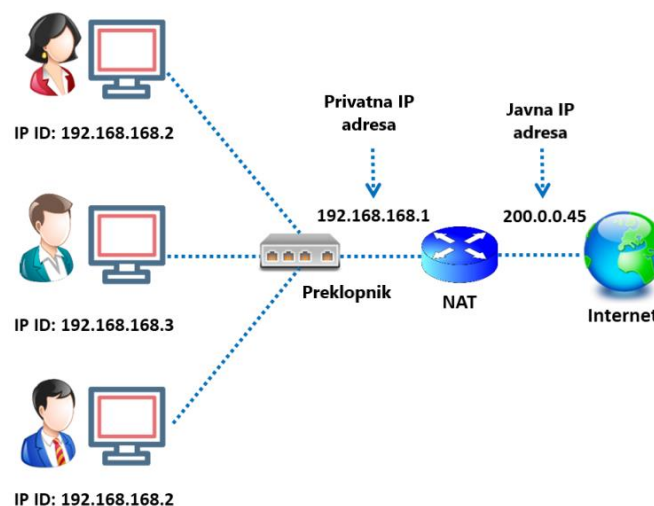 IP ID: 192.168.168.2
Privatna IP
adresa
Javna IP
adresa
192.168.168.1
200.0.0.45
Preklopnik
NAT
Internet
IP ID: 192.168.168.3
IP ID: 192.168.168.2